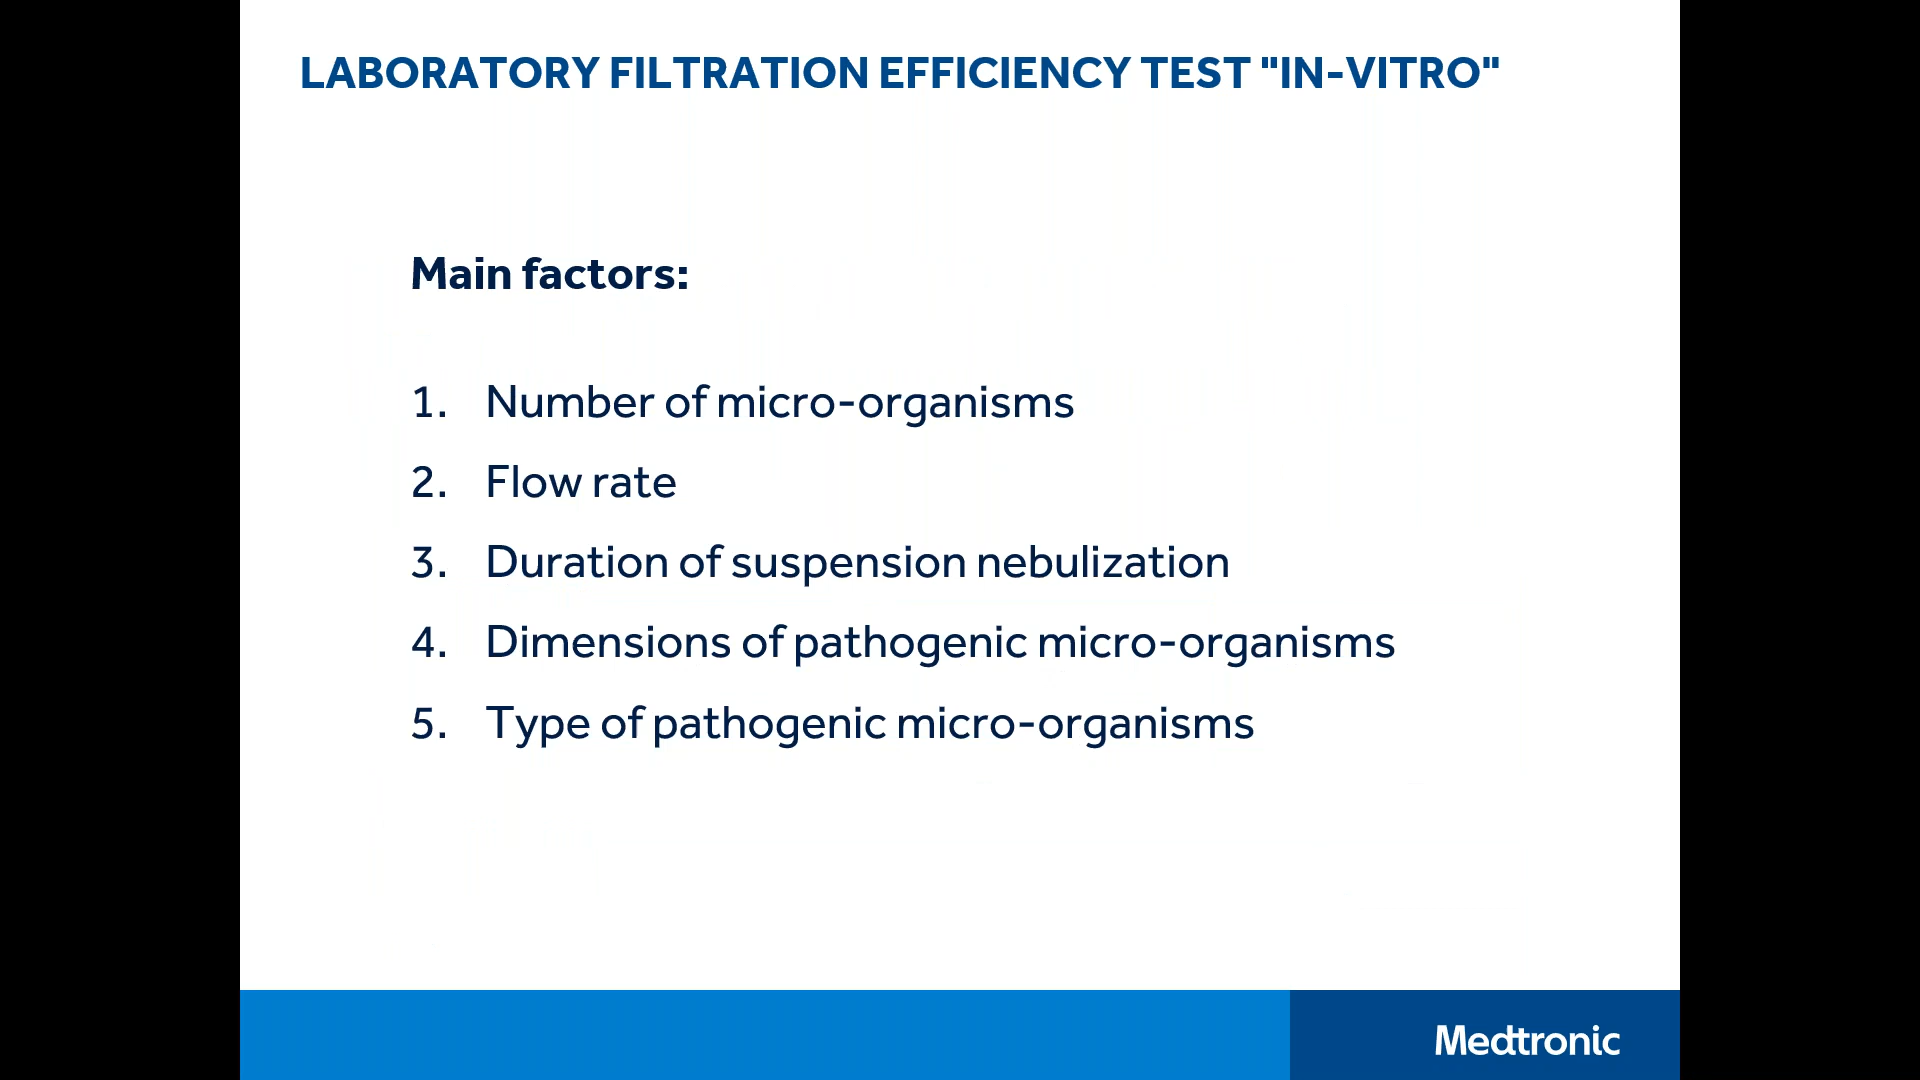 LABORATORY FILTRATION EFFICIENCY TEST "IN-VITRO"
Main factors:
1. Number of micro-organisms
2. Flow rate
3. Duration of suspension nebulization
4. Dimensions of pathogenic micro-organisms
5. Type of pathogenic micro-organisms
Medtronic